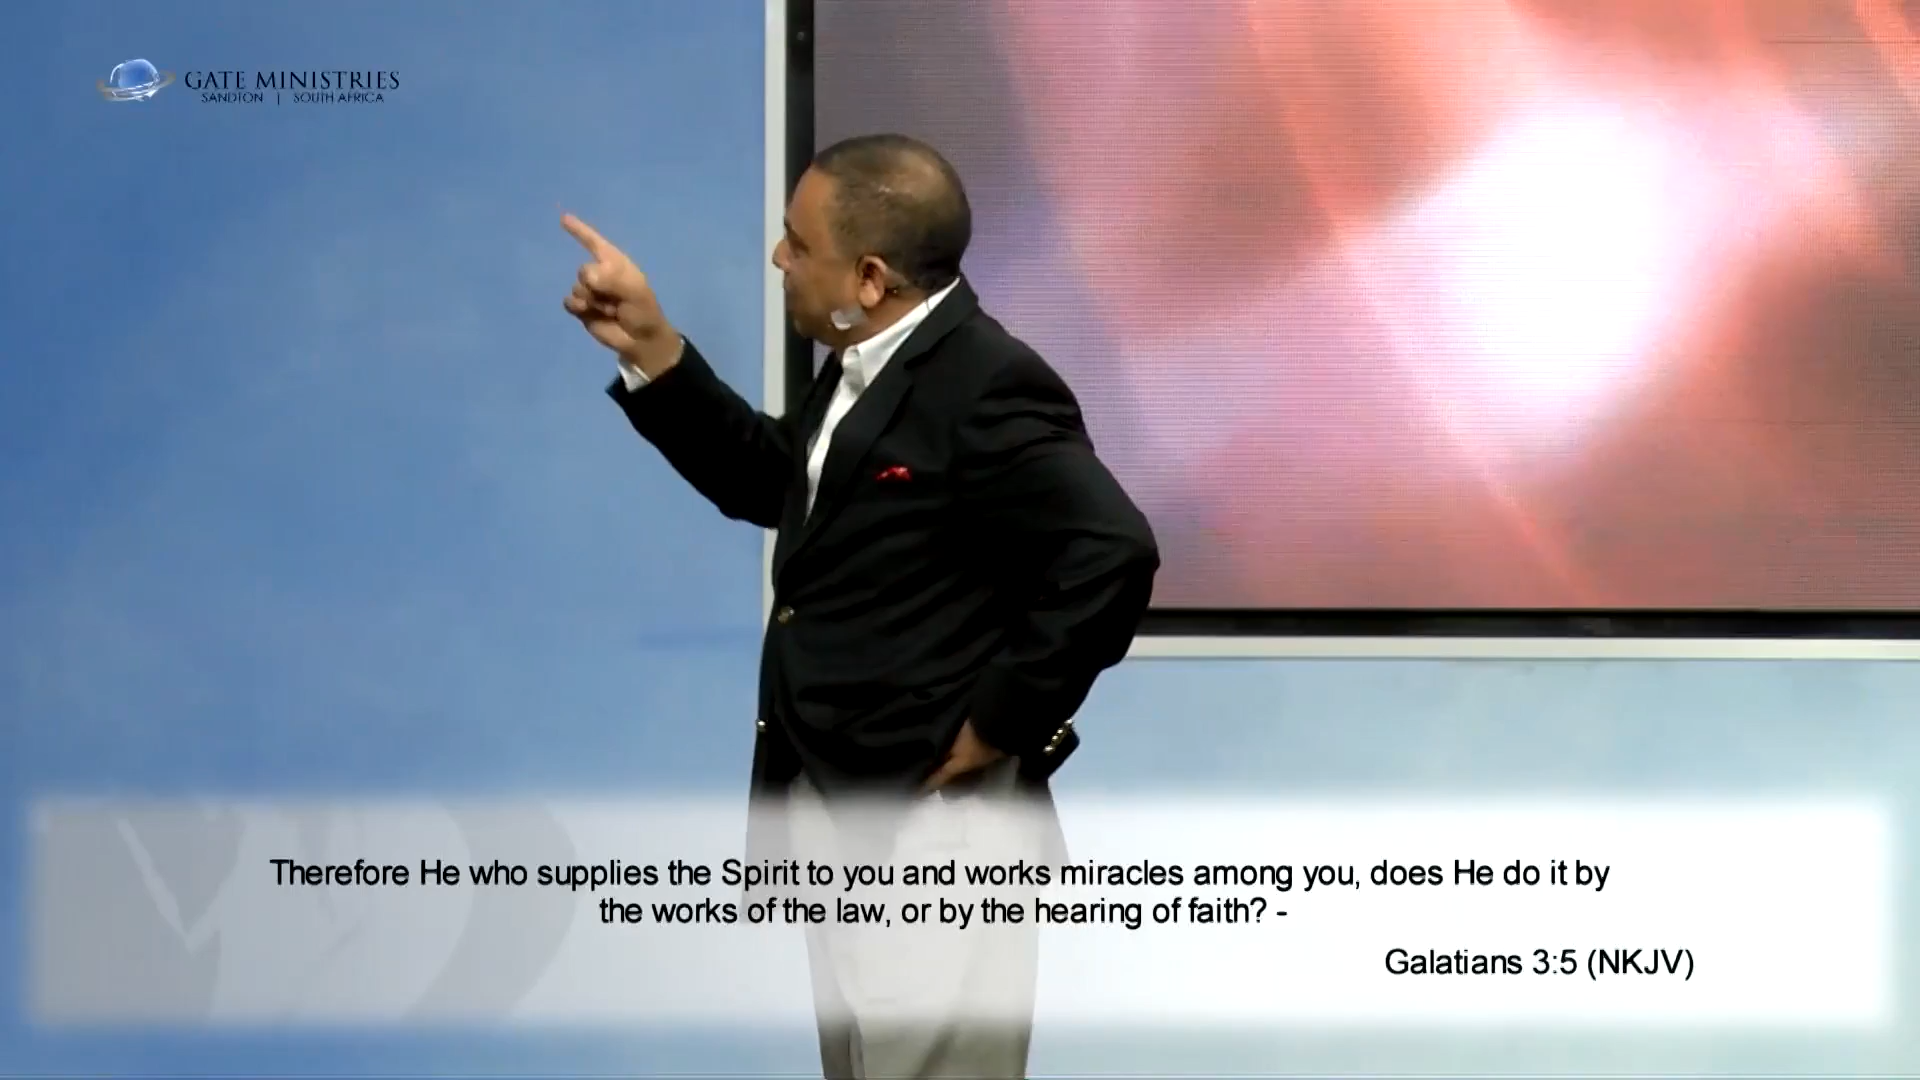 GATE MINISTRIES
SANDTON | SOUTH AFRICA
Therefore He who supplies the Spirit to you and works miracles among you, does He do it by
the works of the law, or by the hearing of faith? -
Galatians 3:5 (NKJV)